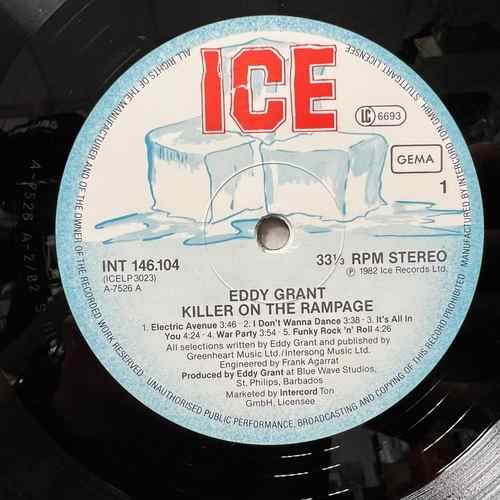 ICE
LC 6693
GEMA
1
INT 146.104
(ICELP 3023)
A-7526 A
33⅓ RPM STEREO
℗ 1982 Ice Records Ltd.
EDDY GRANT
KILLER ON THE RAMPAGE
1. Electric Avenue 3:46 · 2. I Don't Wanna Dance 3:38 · 3. It's All In
You 4:24 · 4. War Party 3:54 · 5. Funky Rock 'n' Roll 4:26
All selections written by Eddy Grant and published by
Greenheart Music Ltd./Intersong Music Ltd.
Engineered by Frank Agarrat
Produced by Eddy Grant at Blue Wave Studios,
St. Philips, Barbados
Marketed by Intercord Ton
GmbH, Licensee
ALL RIGHTS OF THE MANUFACTURER AND OF THE OWNER OF THE RECORDED WORK RESERVED. UNAUTHORISED PUBLIC PERFORMANCE, BROADCASTING AND COPYING OF THIS RECORD PROHIBITED. MANUFACTURED BY INTERCORD TON GMBH, STUTTGART, LICENSEE